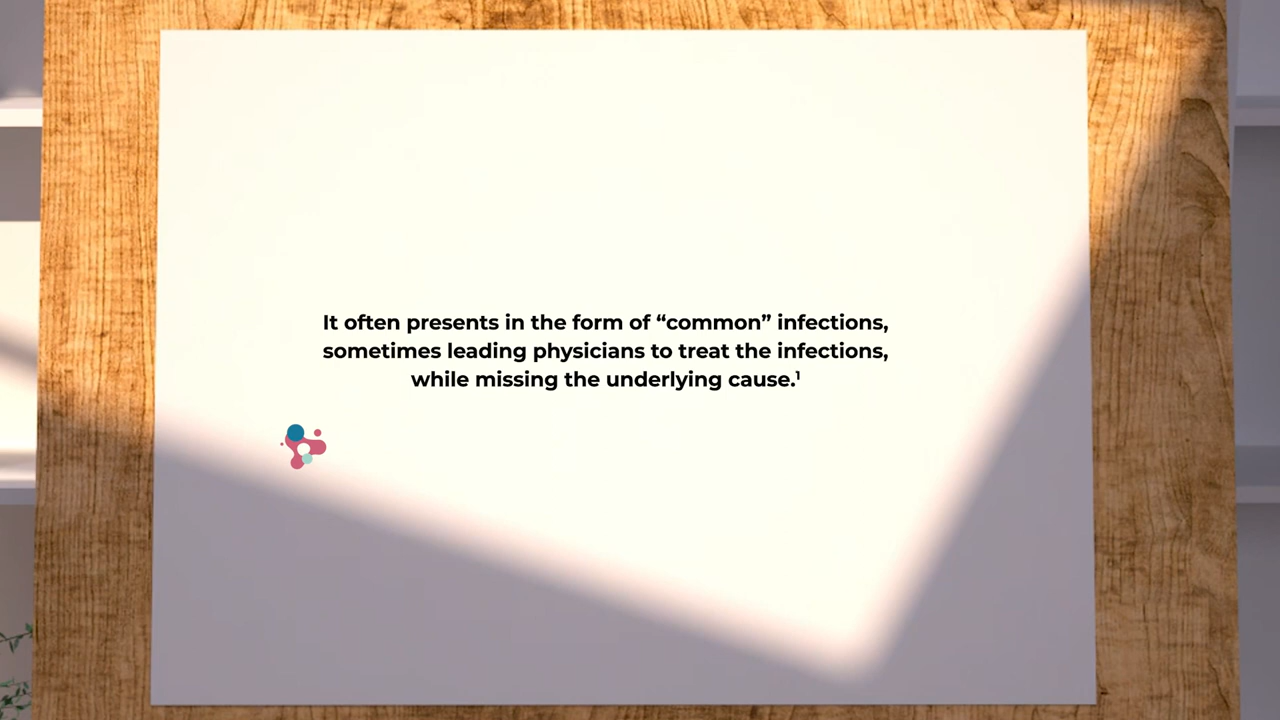 It often presents in the form of “common” infections,
sometimes leading physicians to treat the infections,
while missing the underlying cause.¹